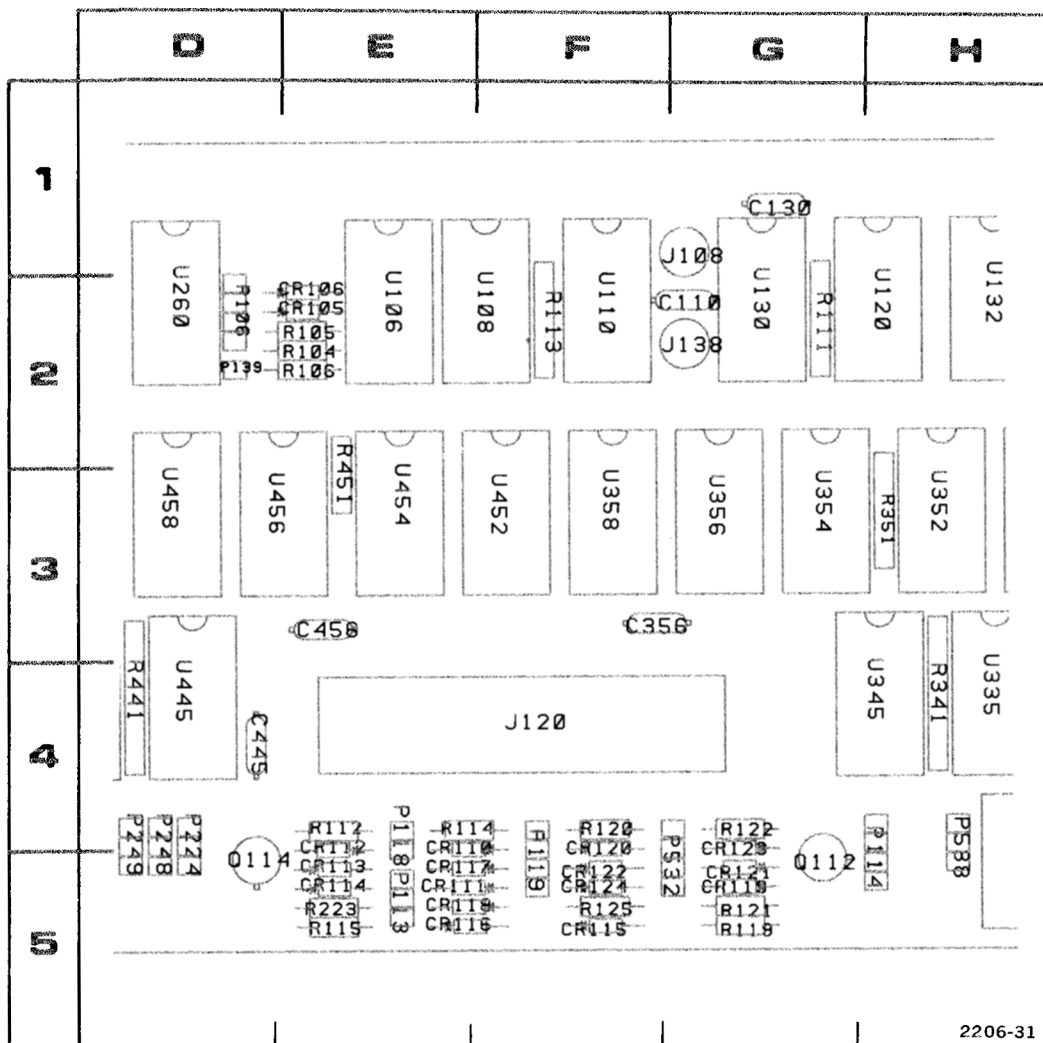 D E F G H
1
C130
J108
U260 P106 CR106 U106 U108 R113 U110 C110 U130 R111 U120 U132
CR105
R105
R104
J138
2
P139 R106
U458 U456 R451 U454 U452 U358 U356 U354 R351 U352
3
C456 C356
R441 U445 U345 R341 U335
C445 J120
4
P249 P248 P224 R112 P118 R114 P119 R120 P532 R122 P114 P588
CR112 CR110 CR120 CR123
Q114 CR113 CR117 CR122 CR121 Q112
CR114 P113 CR111 CR124 CR119
R223 CR118 R125 R121
R115 CR116 CR115 R119
5
2206-31